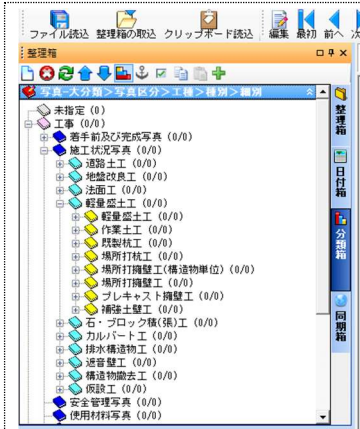 ファイル読込 整理箱の取込 クリップボード読込 編集 最初 前へ 次
整理箱
写真-大分類＞写真区分＞工種＞種別＞細別
未指定 (0)
工事 (0/0)
着手前及び完成写真 (0/0)
施工状況写真 (0/0)
道路土工 (0/0)
地盤改良工 (0/0)
法面工 (0/0)
軽量盛土工 (0/0)
軽量盛土工 (0/0)
作業土工 (0/0)
既製杭工 (0/0)
場所打杭工 (0/0)
場所打擁壁工(構造物単位) (0/0)
場所打擁壁工 (0/0)
プレキャスト擁壁工 (0/0)
補強土壁工 (0/0)
石・ブロック積(張)工 (0/0)
カルバート工 (0/0)
排水構造物工 (0/0)
遮音壁工 (0/0)
構造物撤去工 (0/0)
仮設工 (0/0)
安全管理写真 (0/0)
使用材料写真 (0/0)
整理箱
日付箱
分類箱
同期箱